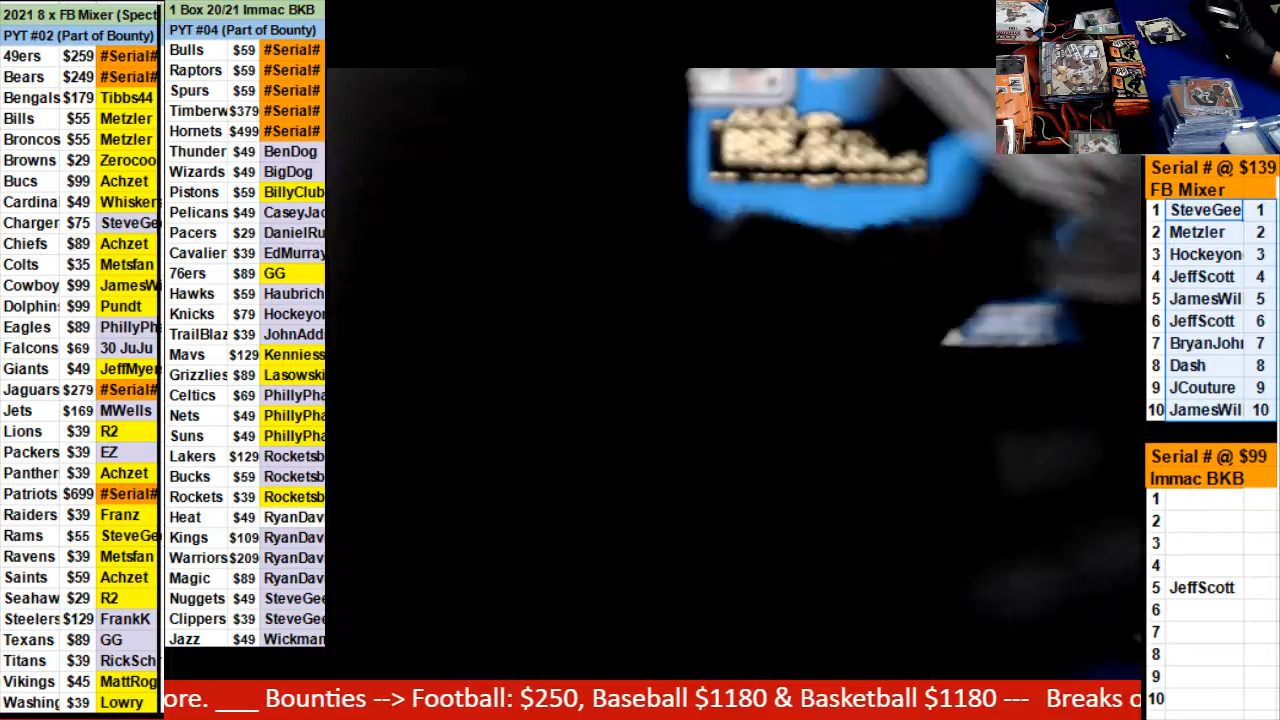 2021 8 x FB Mixer (Spect
PYT #02 (Part of Bounty)
49ers $259 #Serial#
Bears $249 #Serial#
Bengals $179 Tibbs44
Bills $55 Metzler
Broncos $55 Metzler
Browns $29 Zerocoo
Bucs $99 Achzet
Cardina $49 Whisker
Charger $75 SteveGe
Chiefs $89 Achzet
Colts $35 Metsfan
Cowboy $99 JamesWi
Dolphin $99 Pundt
Eagles $89 PhillyPh
Falcons $69 30 JuJu
Giants $49 JeffMyer
Jaguars $279 #Serial#
Jets $169 MWells
Lions $39 R2
Packers $39 EZ
Panther $39 Achzet
Patriots $699 #Serial#
Raiders $39 Franz
Rams $55 SteveGe
Ravens $39 Metsfan
Saints $59 Achzet
Seahaw $29 R2
Steelers $129 FrankK
Texans $89 GG
Titans $39 RickSch
Vikings $45 MattRog
Washing $39 Lowry
1 Box 20/21 Immac BKB
PYT #04 (Part of Bounty)
Bulls $59 #Serial#
Raptors $59 #Serial#
Spurs $59 #Serial#
Timberw $379 #Serial#
Hornets $499 #Serial#
Thunder $49 BenDog
Wizards $49 BigDog
Pistons $59 BillyClub
Pelicans $49 CaseyJac
Pacers $29 DanielRu
Cavalier $39 EdMurray
76ers $89 GG
Hawks $59 Haubrich
Knicks $79 Hockeyor
TrailBlaz $39 JohnAdd
Mavs $129 Kenniess
Grizzlies $89 Lasowski
Celtics $69 PhillyPha
Nets $49 PhillyPha
Suns $49 PhillyPha
Lakers $129 Rocketsb
Bucks $59 Rocketsb
Rockets $39 Rocketsb
Heat $49 RyanDav
Kings $109 RyanDav
Warriors $209 RyanDav
Magic $89 RyanDav
Nuggets $49 SteveGee
Clippers $39 SteveGee
Jazz $49 Wickman
Serial # @ $139
FB Mixer
1 SteveGee 1
2 Metzler 2
3 Hockeyon 3
4 JeffScott 4
5 JamesWil 5
6 JeffScott 6
7 BryanJohn 7
8 Dash 8
9 JCouture 9
10 JamesWil 10
Serial # @ $99
Immac BKB
1
2
3
4
5 JeffScott
6
7
8
9
10
ore. ___ Bounties --> Football: $250, Baseball $1180 & Basketball $1180 --- Breaks o